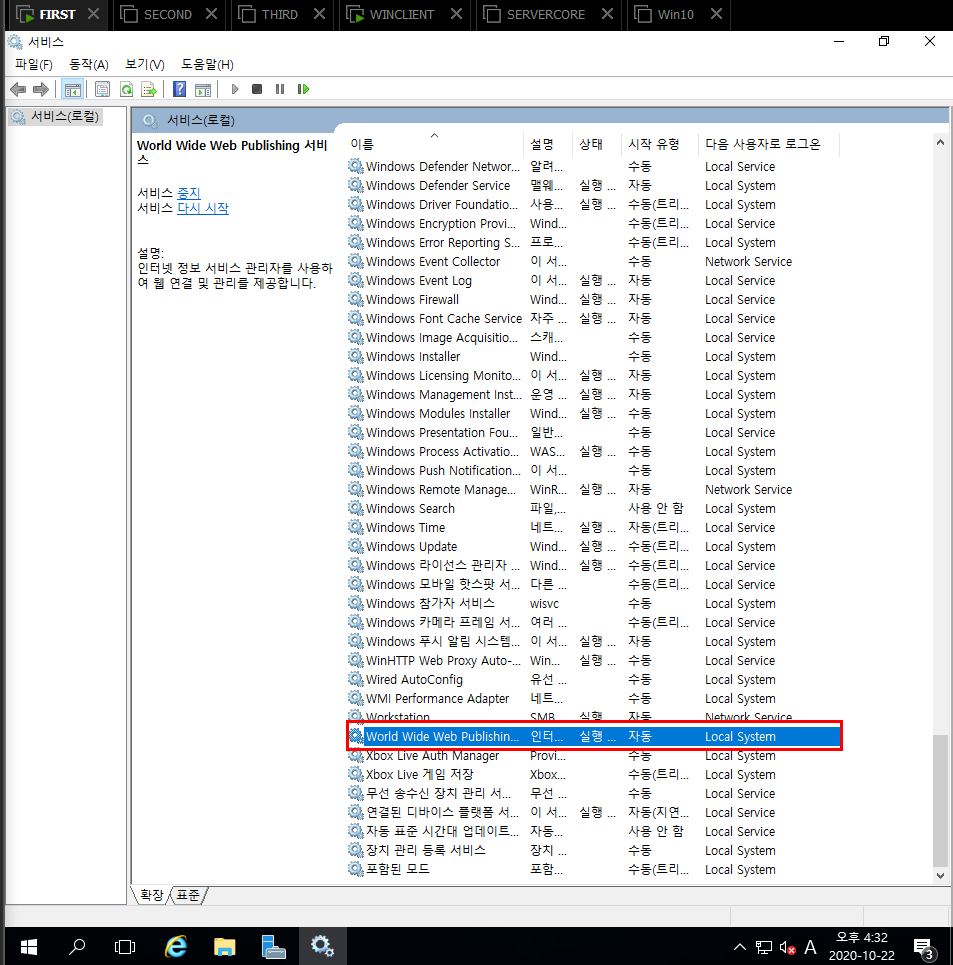 FIRST SECOND THIRD WINCLIENT SERVERCORE Win10
서비스
파일(F) 동작(A) 보기(V) 도움말(H)
서비스(로컬)
서비스(로컬)
World Wide Web Publishing 서비
스
서비스 중지
서비스 다시 시작
설명:
인터넷 정보 서비스 관리자를 사용하
여 웹 연결 및 관리를 제공합니다.
이름 설명 상태 시작 유형 다음 사용자로 로그온
Windows Defender Networ... 알려... 수동 Local Service
Windows Defender Service 맬웨... 실행 ... 자동 Local System
Windows Driver Foundatio... 사용... 실행 ... 수동(트리... Local System
Windows Encryption Provi... Wind... 수동(트리... Local Service
Windows Error Reporting S... 프로... 수동(트리... Local System
Windows Event Collector 이 서... 수동 Network Service
Windows Event Log 이 서... 실행 ... 자동 Local Service
Windows Firewall Wind... 실행 ... 자동 Local Service
Windows Font Cache Service 자주 ... 실행 ... 자동 Local Service
Windows Image Acquisitio... 스캐... 수동 Local Service
Windows Installer Wind... 수동 Local System
Windows Licensing Monito... 이 서... 실행 ... 자동 Local System
Windows Management Inst... 운영 ... 실행 ... 자동 Local System
Windows Modules Installer Wind... 실행 ... 수동 Local System
Windows Presentation Fou... 일반... 수동 Local Service
Windows Process Activatio... WAS... 실행 ... 수동 Local System
Windows Push Notification... 이 서... 수동 Local System
Windows Remote Manage... WinR... 실행 ... 자동 Network Service
Windows Search 파일,... 사용 안 함 Local System
Windows Time 네트... 실행 ... 자동(트리... Local Service
Windows Update Wind... 실행 ... 수동(트리... Local System
Windows 라이선스 관리자 ... Wind... 실행 ... 수동(트리... Local Service
Windows 모바일 핫스팟 서... 다른 ... 수동(트리... Local Service
Windows 참가자 서비스 wisvc 수동 Local System
Windows 카메라 프레임 서... 여러 ... 수동(트리... Local Service
Windows 푸시 알림 시스템... 이 서... 실행 ... 자동 Local System
WinHTTP Web Proxy Auto-... Win... 실행 ... 수동 Local Service
Wired AutoConfig 유선 ... 수동 Local System
WMI Performance Adapter 네트... 수동 Local System
Workstation SMB... 실행 ... 자동 Network Service
World Wide Web Publishin... 인터... 실행 ... 자동 Local System
Xbox Live Auth Manager Provi... 수동 Local System
Xbox Live 게임 저장 Xbox... 수동(트리... Local System
무선 송수신 장치 관리 서... 무선 ... 수동 Local Service
연결된 디바이스 플랫폼 서... 이 서... 실행 ... 자동(지연... Local Service
자동 표준 시간대 업데이트... 자동... 사용 안 함 Local Service
장치 관리 등록 서비스 장치 ... 수동 Local System
포함된 모드 포함... 수동(트리... Local System
확장 표준
A 오후 4:32
2020-10-22 3